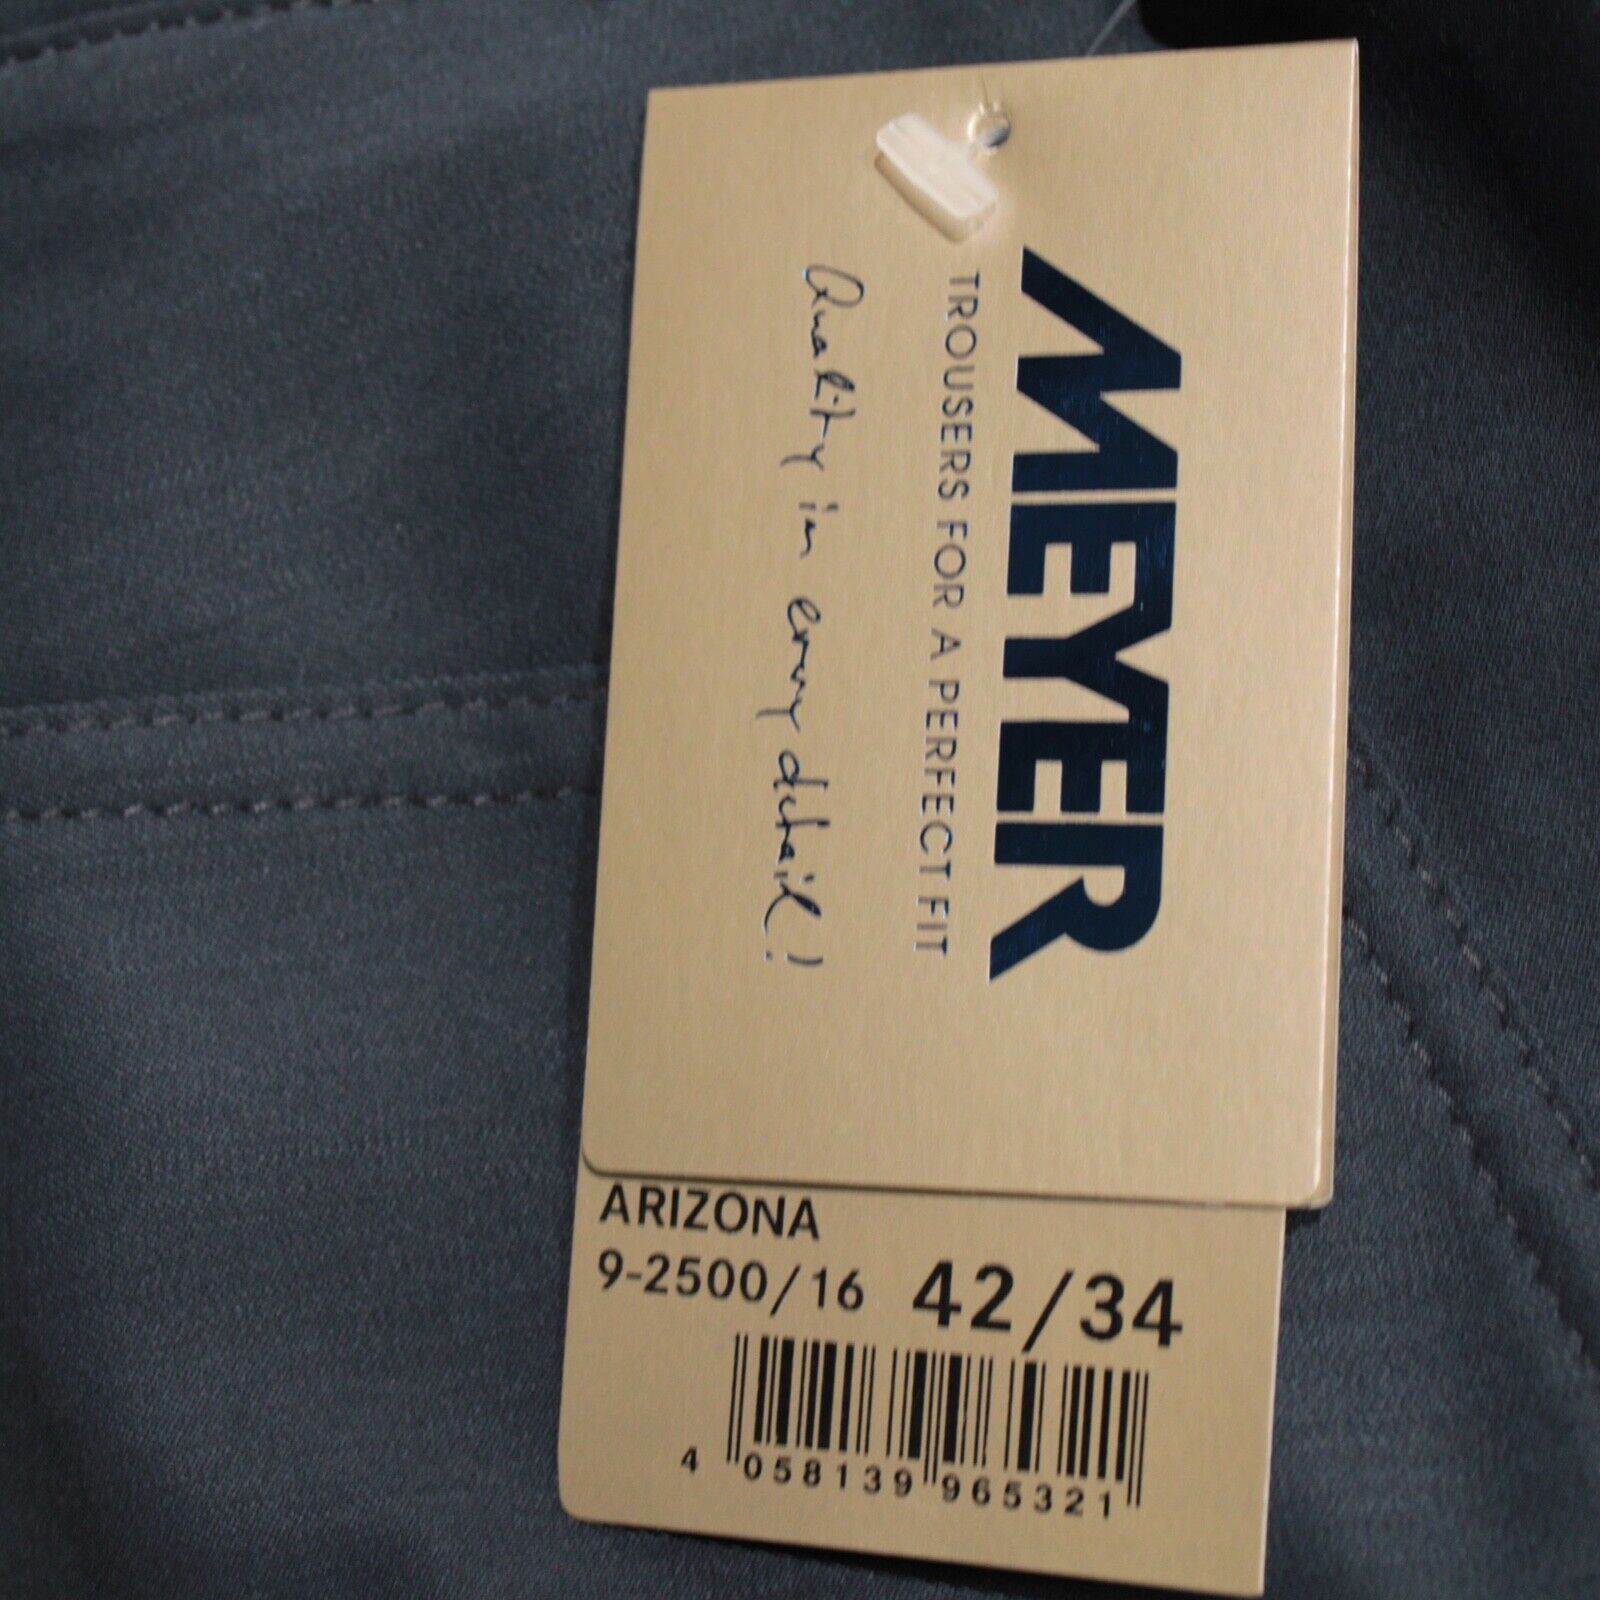 MEYER
TROUSERS FOR A PERFECT FIT
Quality in every detail!
ARIZONA
9-2500/16 42/34
4 058139 965321